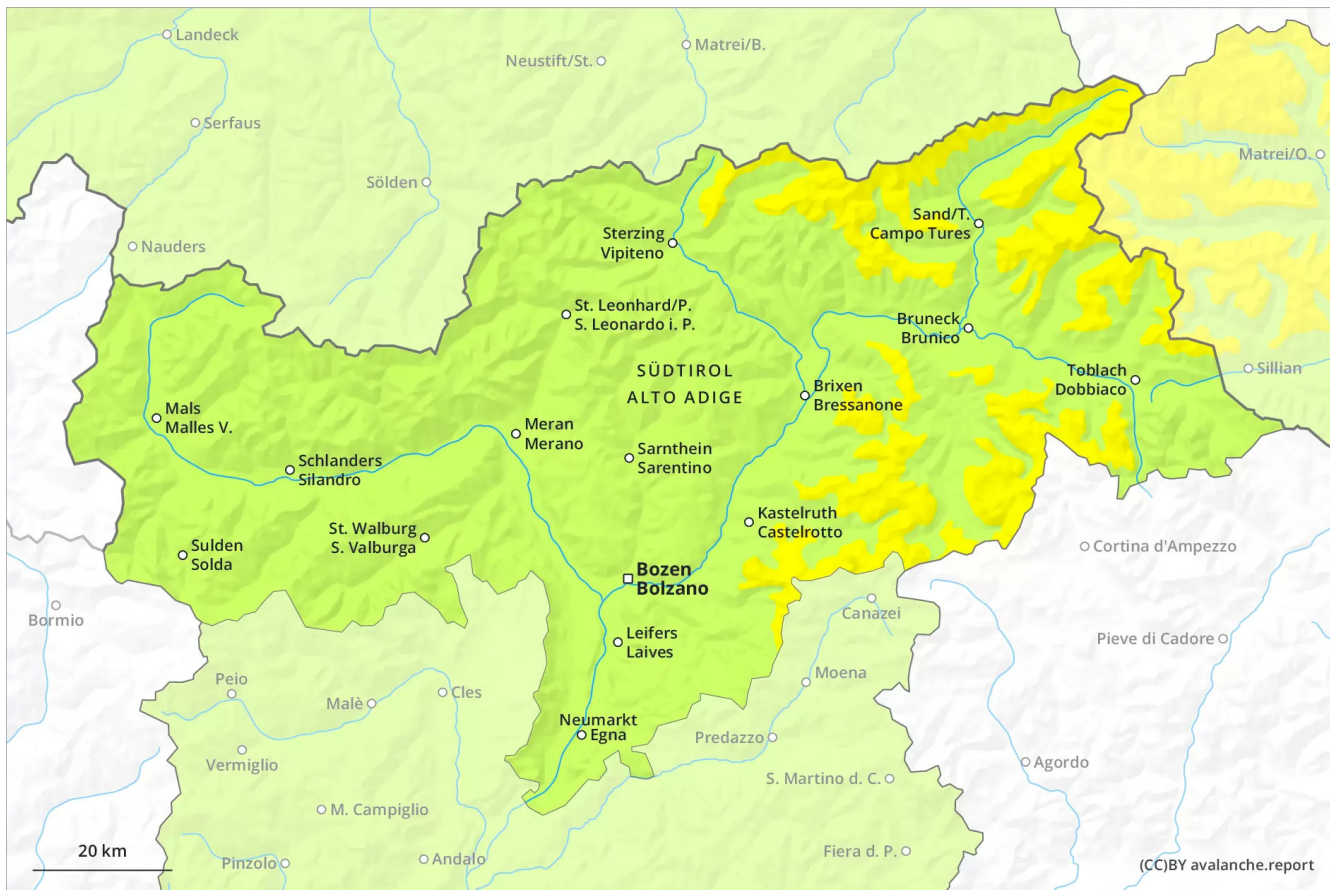 Landeck
Matrei/B.
Neustift/St.
Serfaus
Matrei/O.
Sölden
Sand/T.
Campo Tures
Sterzing
Vipiteno
Nauders
St. Leonhard/P.
S. Leonardo i. P.
Bruneck
Brunico
SÜDTIROL
ALTO ADIGE
Sillian
Toblach
Dobbiaco
Brixen
Bressanone
Mals
Malles V.
Meran
Merano
Sarnthein
Sarentino
Schlanders
Silandro
Kastelruth
Castelrotto
St. Walburg
S. Valburga
Sulden
Solda
Cortina d'Ampezzo
Bozen
Bolzano
Bormio
Canazei
Leifers
Laives
Pieve di Cadore
Moena
Peio
Cles
Malè
Neumarkt
Egna
Predazzo
Vermiglio
Agordo
S. Martino d. C.
M. Campiglio
20 km
Fiera d. P.
Andalo
Pinzolo
(CC)BY avalanche.report